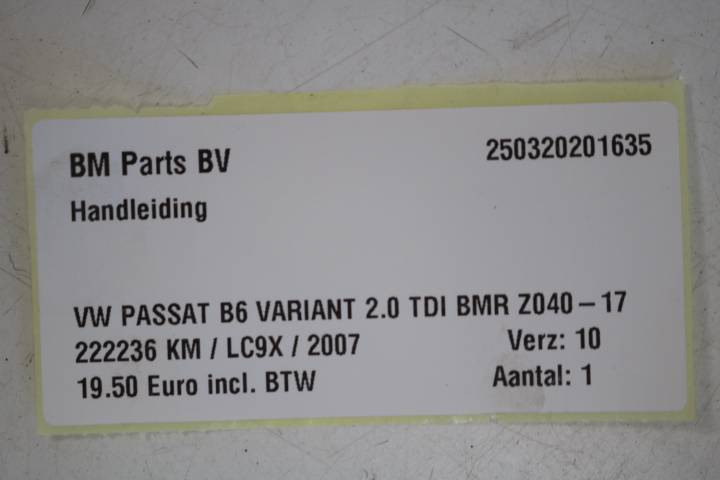 BM Parts BV 250320201635
Handleiding
VW PASSAT B6 VARIANT 2.0 TDI BMR Z040-17
222236 KM / LC9X / 2007 Verz: 10
19.50 Euro incl. BTW Aantal: 1